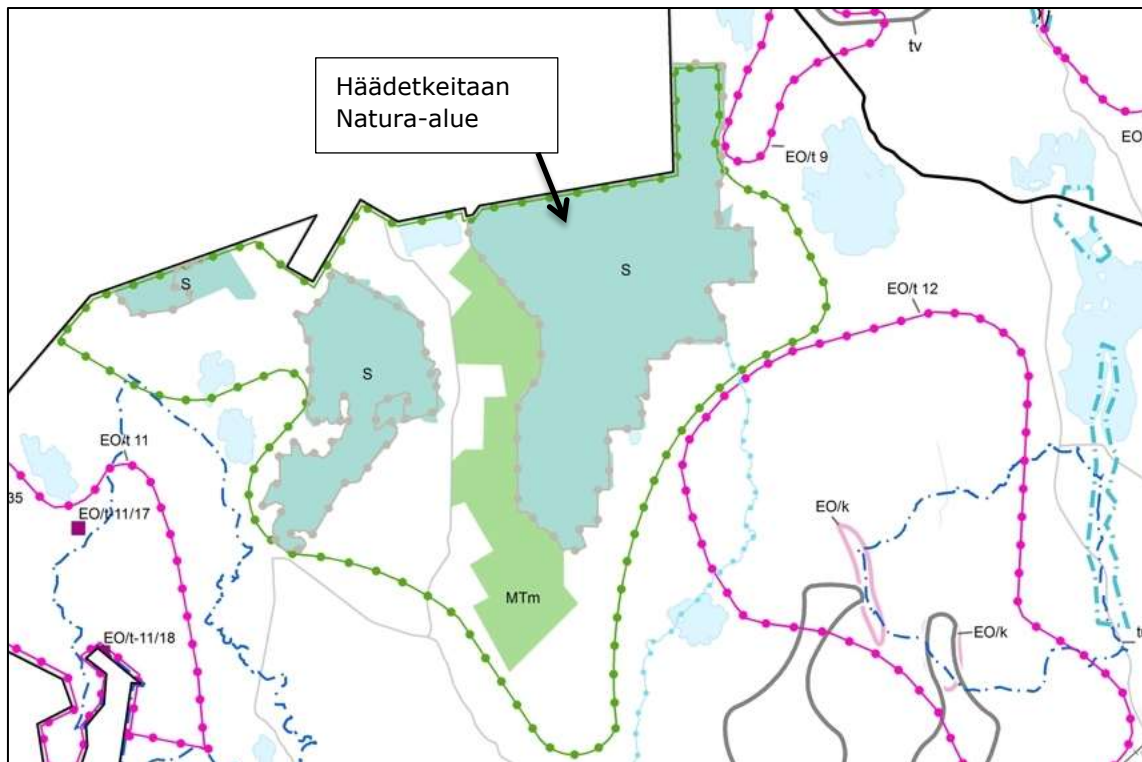 tv
Häädetkeitaan
Natura-alue
EO/t 9
S
S
EO/t 12
S
EO/t 11
35
EO/t-11/17
EO/k
MTm
EO/t-11/18
EO/k